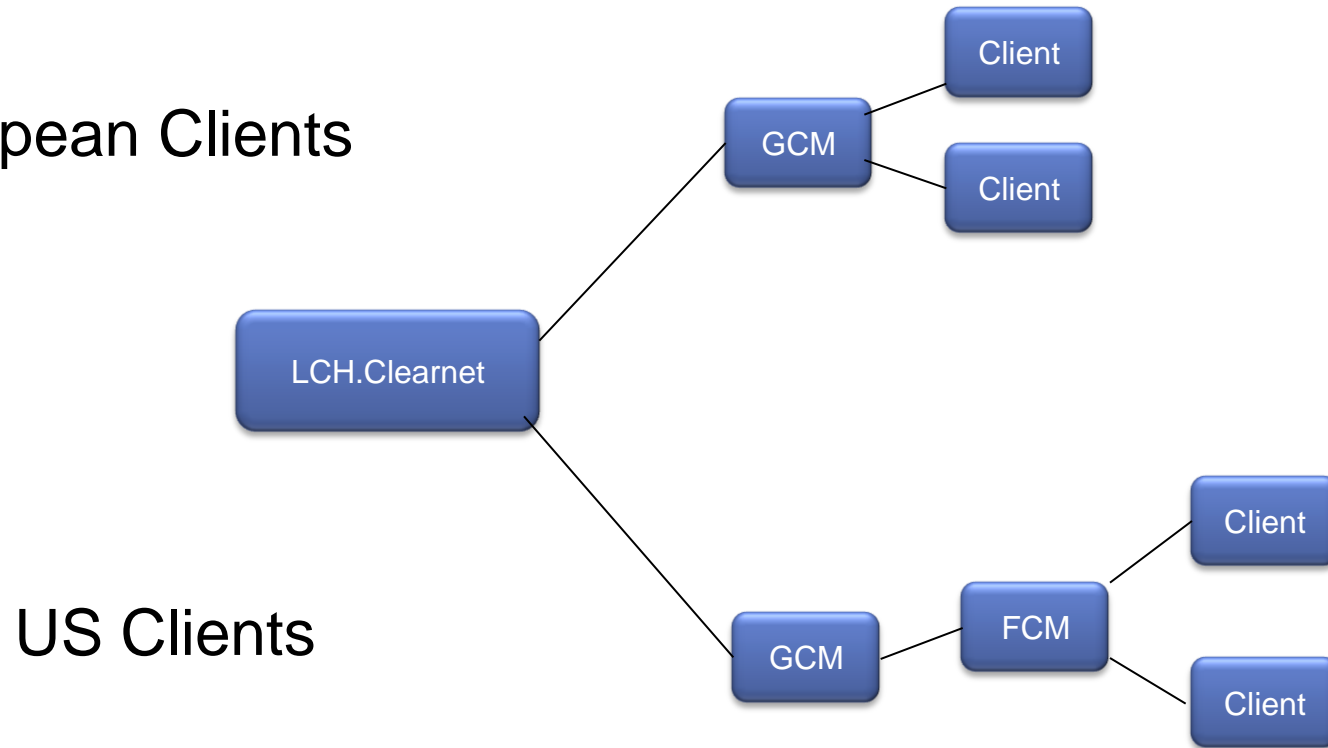 Client
pean Clients
GCM
Client
LCH.Clearnet
Client
US Clients
GCM
FCM
Client